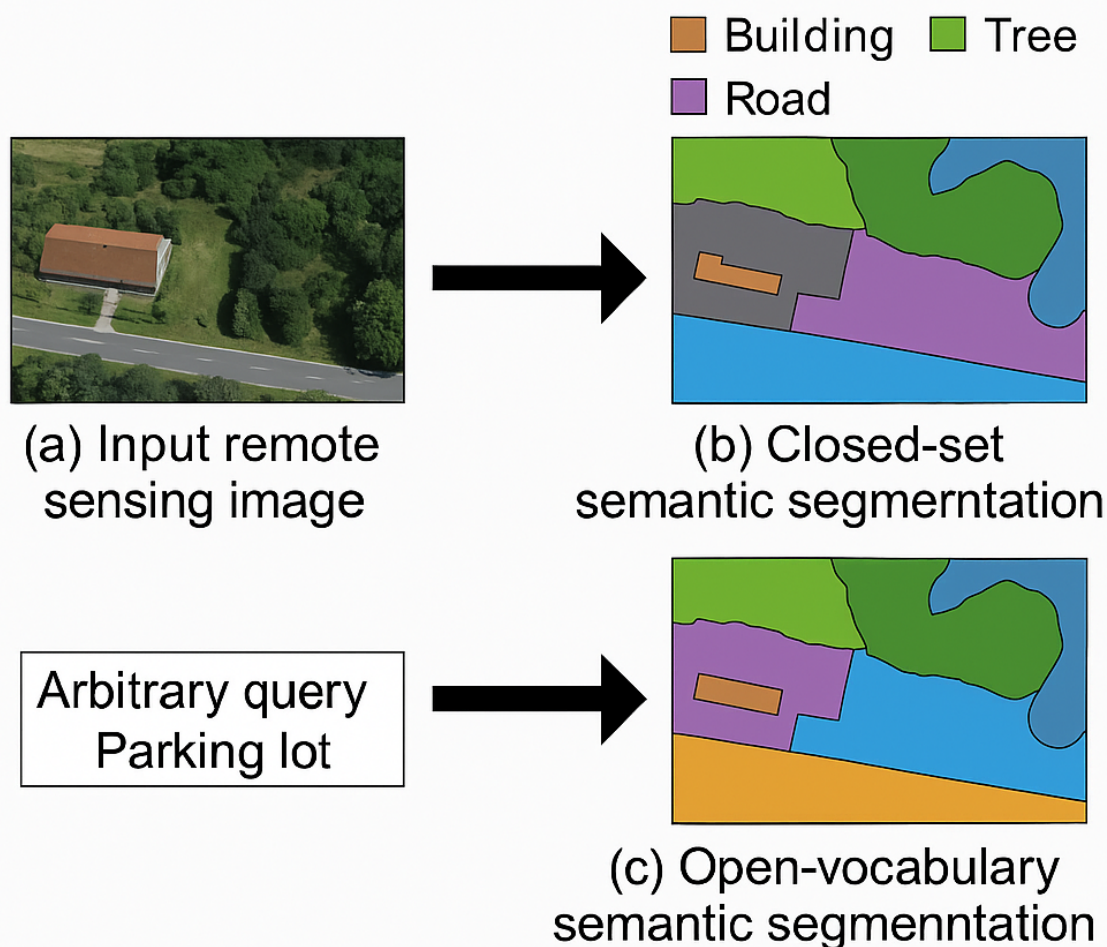 Building Tree
Road
(a) Input remote
sensing image
(b) Closed-set
semantic segmerntation
Arbitrary query
Parking lot
(c) Open-vocabulary
semantic segmenntation